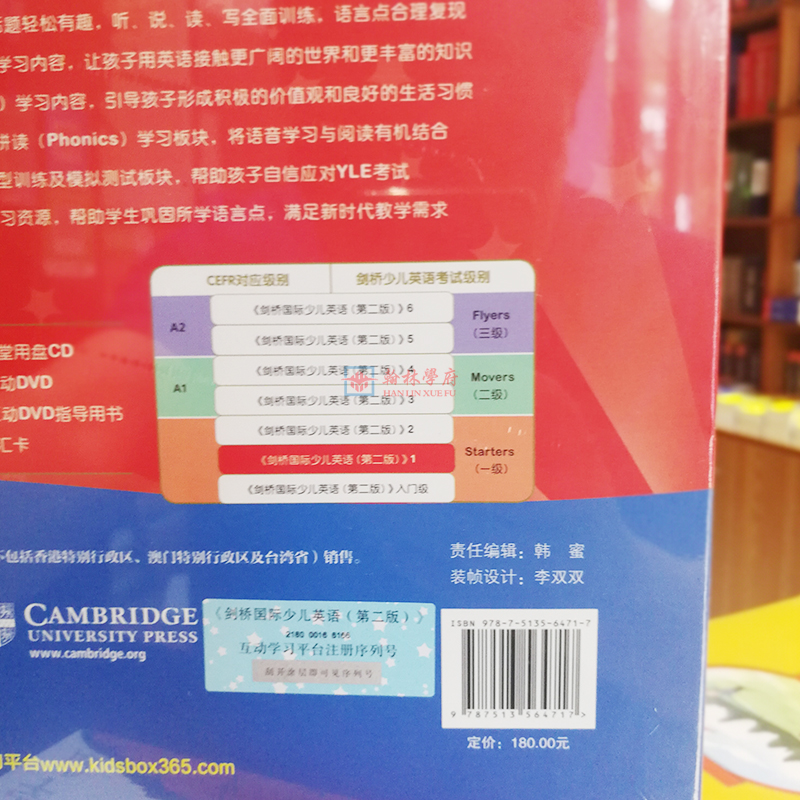 题轻松有趣，听、说、读、写全面训练，语言点合理复现
学习内容，让孩子用英语接触更广阔的世界和更丰富的知识
）学习内容，引导孩子形成积极的价值观和良好的生活习惯
拼读（Phonics）学习板块，将语音学习与阅读有机结合
型训练及模拟测试板块，帮助孩子自信应对YLE考试
习资源，帮助学生巩固所学语言点，满足新时代教学需求
CEFR对应级别 剑桥少儿英语考试级别
A2
《剑桥国际少儿英语（第二版）》6
《剑桥国际少儿英语（第二版）》5
Flyers
（三级）
A1
《剑桥国际少儿英语（第二版）》4
《剑桥国际少儿英语（第二版）》3
Movers
（二级）
《剑桥国际少儿英语（第二版）》2
《剑桥国际少儿英语（第二版）》1
《剑桥国际少儿英语（第二版）》入门级
Starters
（一级）
翰林學府
HAN LIN XUE FU
堂用盘CD
动DVD
互动DVD指导用书
汇卡
不包括香港特别行政区、澳门特别行政区及台湾省）销售。
责任编辑：韩 蜜
装帧设计：李双双
CAMBRIDGE
UNIVERSITY PRESS
www.cambridge.org
《剑桥国际少儿英语（第二版）》
2180 0016 6166
互动学习平台注册序列号
刮开涂层即可见序列号
ISBN 978-7-5135-6471-7
9 787513 564717 >
定价：180.00元
平台www.kidsbox365.com